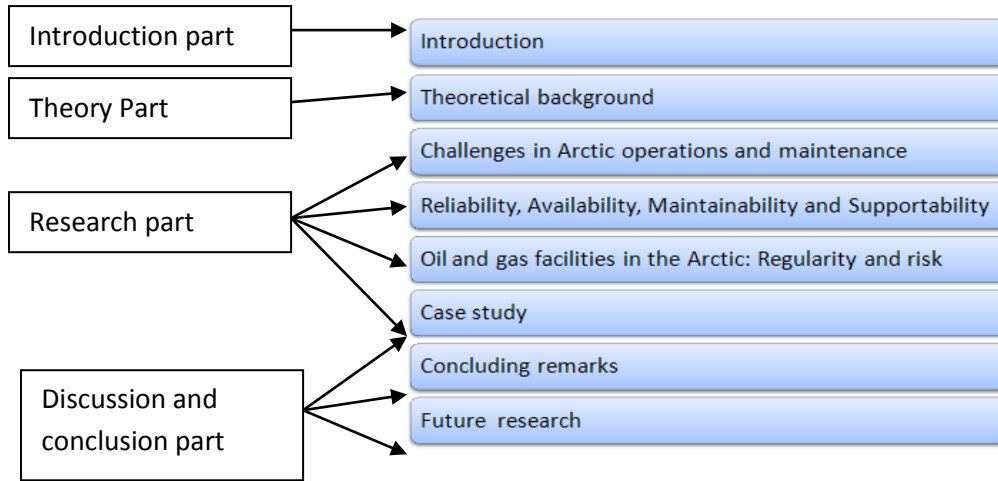 Introduction part
Theory Part
Research part
Discussion and
conclusion part
Introduction
Theoretical background
Challenges in Arctic operations and maintenance
Reliability, Availability, Maintainability and Supportability
Oil and gas facilities in the Arctic: Regularity and risk
Case study
Concluding remarks
Future research